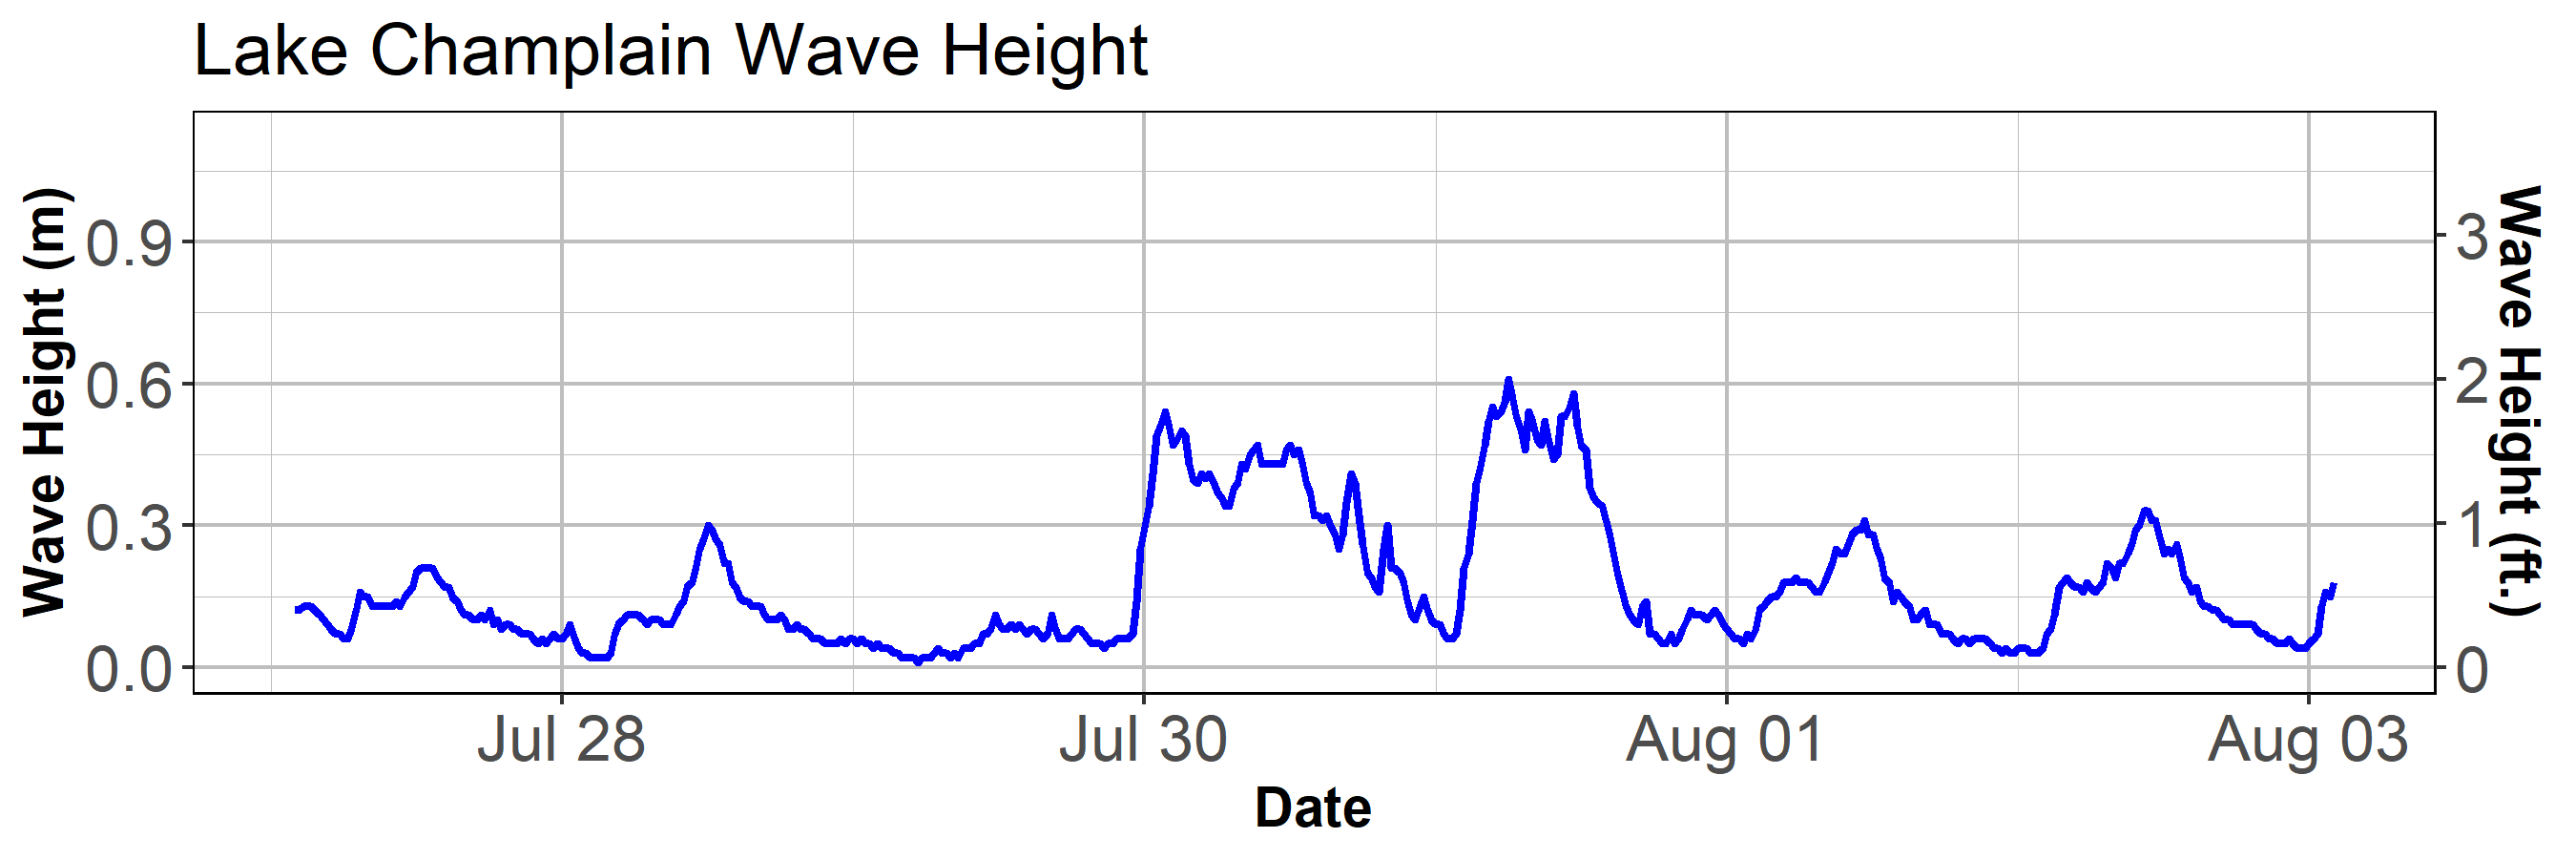 Lake Champlain Wave Height
Wave Height (m)
0.9
0.6
0.3
0.0
3
2
1
0
Wave Height (ft.)
Jul 28
Jul 30
Aug 01
Aug 03
Date